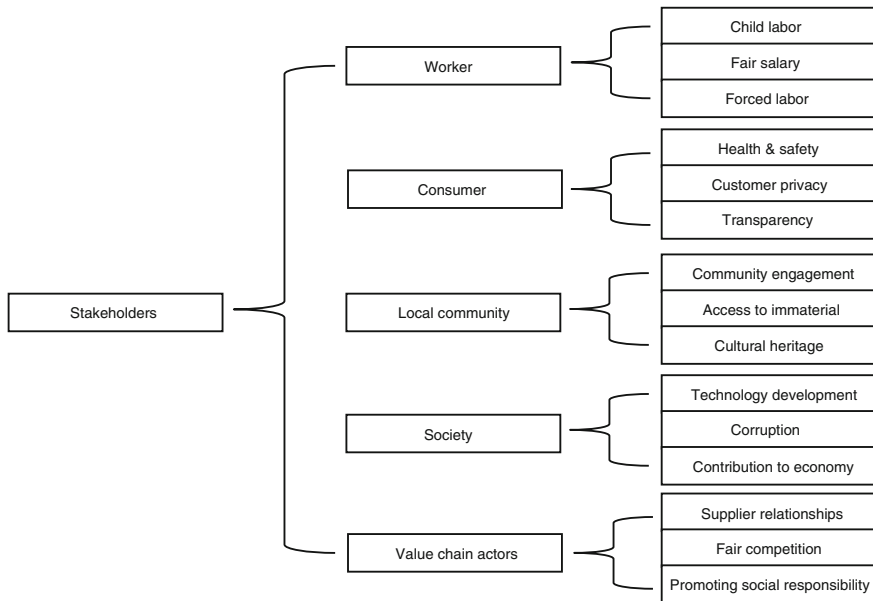 Stakeholders
Worker
Child labor
Fair salary
Forced labor
Consumer
Health & safety
Customer privacy
Transparency
Local community
Community engagement
Access to immaterial
Cultural heritage
Society
Technology development
Corruption
Contribution to economy
Value chain actors
Supplier relationships
Fair competition
Promoting social responsibility